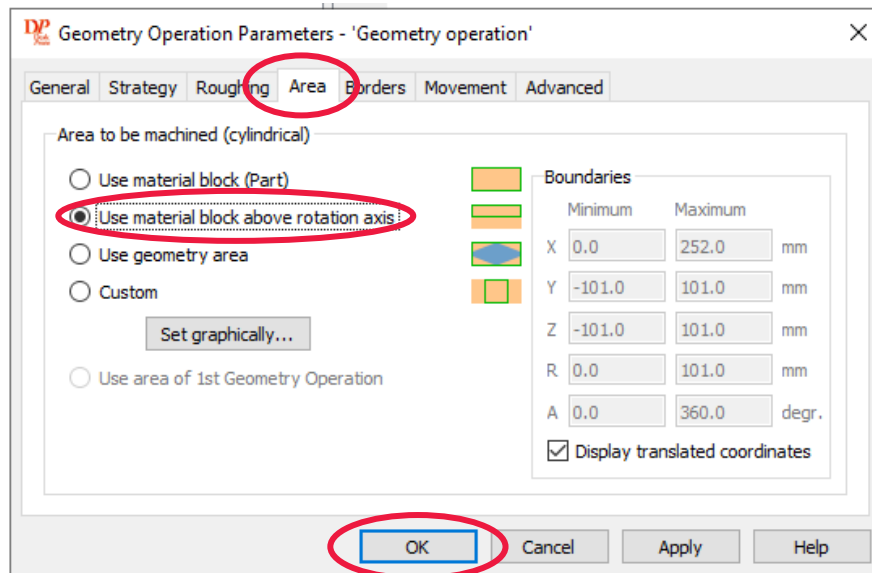 DP
Geometry Operation Parameters - 'Geometry operation'
General Strategy Roughing Area Borders Movement Advanced
Area to be machined (cylindrical)
Use material block (Part)
Use material block above rotation axis
Use geometry area
Custom
Set graphically...
Use area of 1st Geometry Operation
Boundaries
Minimum Maximum
X 0.0 252.0 mm
Y -101.0 101.0 mm
Z -101.0 101.0 mm
R 0.0 101.0 mm
A 0.0 360.0 degr.
Display translated coordinates
OK Cancel Apply Help